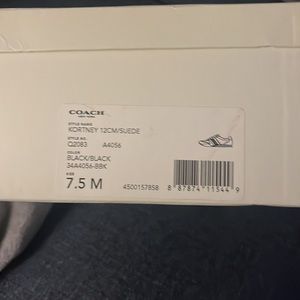 COACH
NEW YORK
STYLE NAME
KORTNEY 12CM/SUEDE
STYLE NO.
Q2083 A4056
COLOR
BLACK/BLACK
34A4056-BBK
SIZE
7.5 M
4500157858
8 87874 11544 9